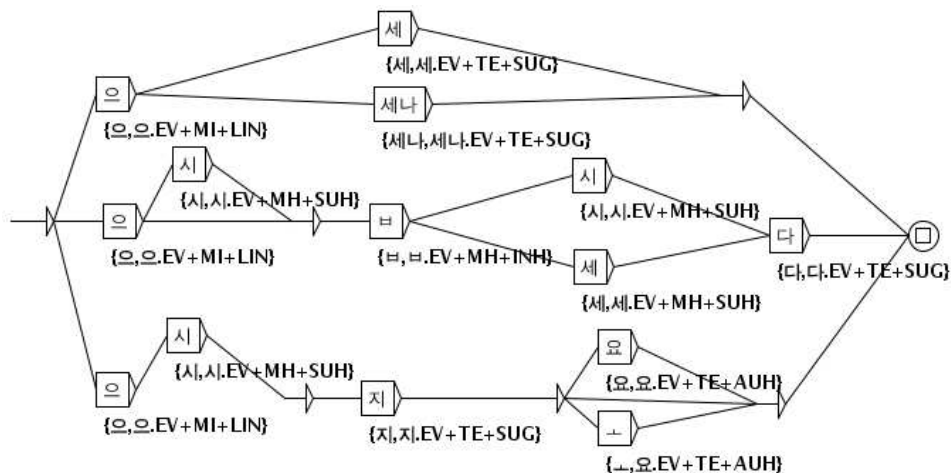 세
{세,세.EV+TE+SUG}
으
{으,으.EV+MI+LIN}
세나
{세나,세나.EV+TE+SUG}
시
{시,시.EV+MH+SUH}
으
{으,으.EV+MI+LIN}
ㅂ
{ㅂ,ㅂ.EV+MH+INH}
시
{시,시.EV+MH+SUH}
세
{세,세.EV+MH+SUH}
다
{다,다.EV+TE+SUG}
시
{시,시.EV+MH+SUH}
으
{으,으.EV+MI+LIN}
지
{지,지.EV+TE+SUG}
요
{요,요.EV+TE+AUH}
ㅛ
{ㅛ,요.EV+TE+AUH}